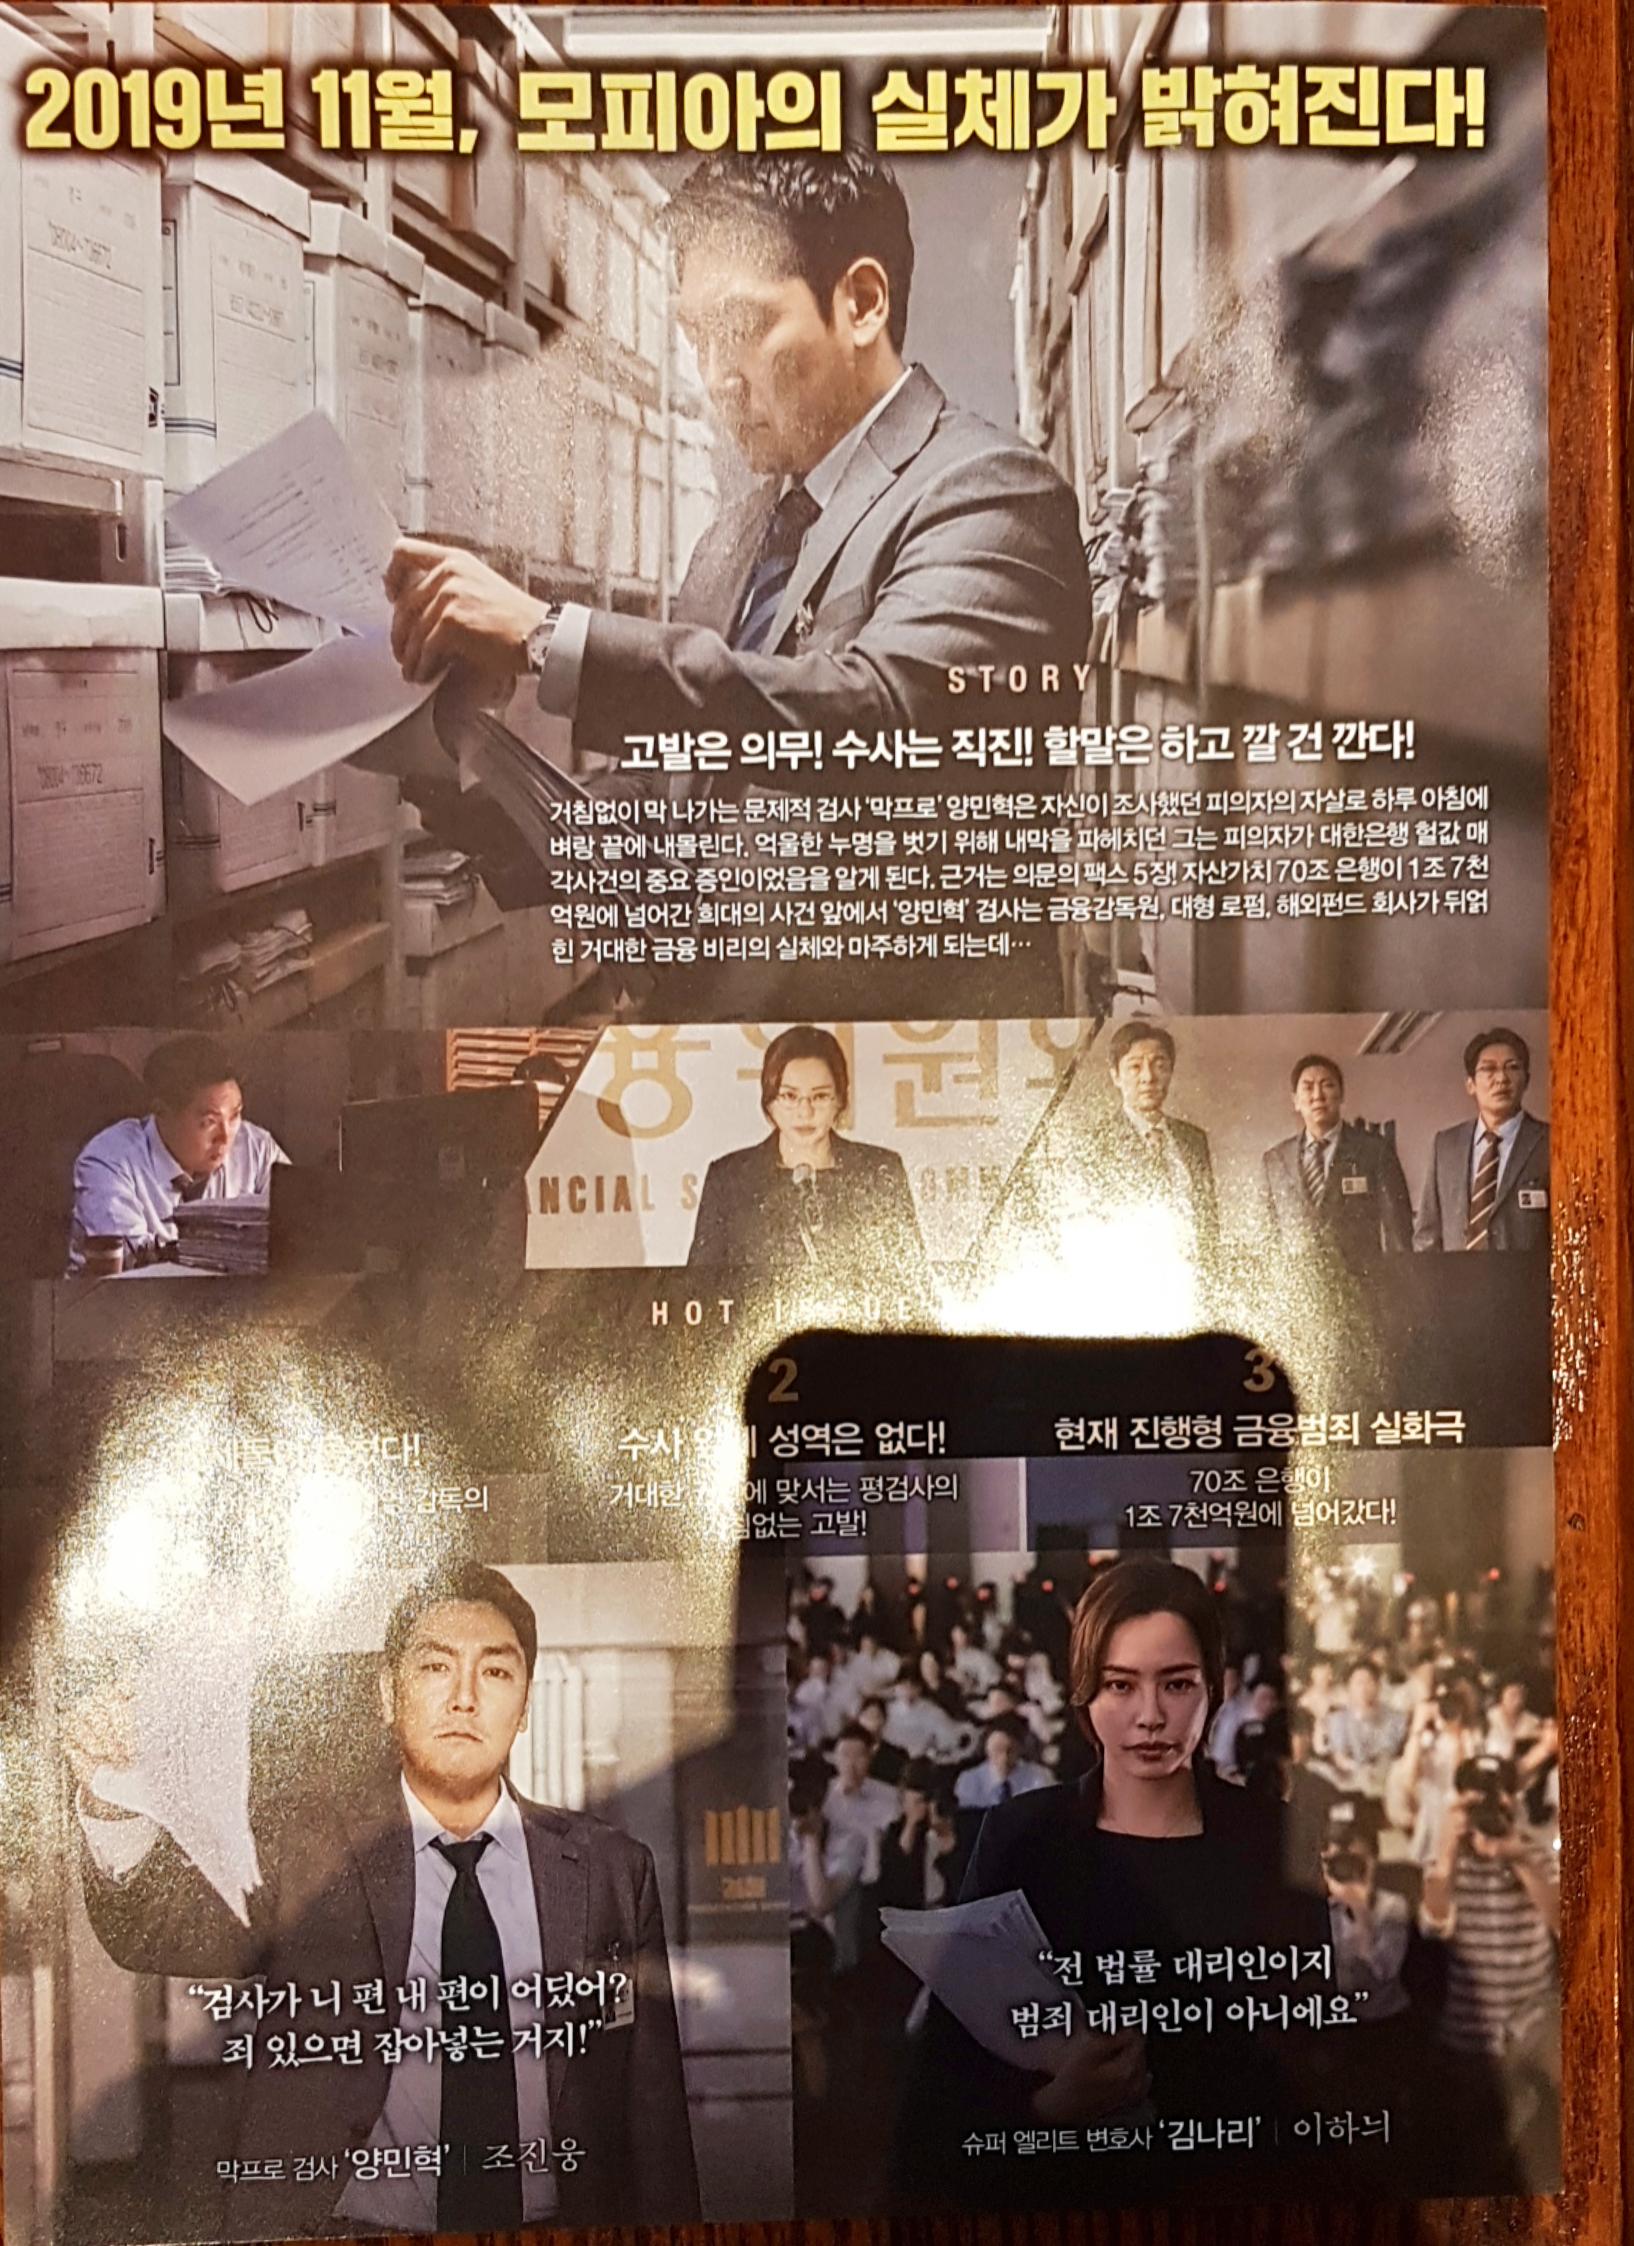 2019년 11월, 모피아의 실체가 밝혀진다!
STORY
고발은 의무! 수사는 직진! 할말은 하고 깔 건 깐다!
거침없이 막 나가는 문제적 검사 ‘막프로’ 양민혁은 자신이 조사했던 피의자의 자살로 하루 아침에
벼랑 끝에 내몰린다. 억울한 누명을 벗기 위해 내막을 파헤치던 그는 피의자가 대한은행 헐값 매
각사건의 중요 증인이었음을 알게 된다. 근거는 의문의 팩스 5장! 자산가치 70조 은행이 1조 7천
억원에 넘어간 희대의 사건 앞에서 ‘양민혁’ 검사는 금융감독원, 대형 로펌, 해외펀드 회사가 뒤얽
힌 거대한 금융 비리의 실체와 마주하게 되는데…
융위원
NCIAL S
HOT ISSUE
2
수사 성역은 없다!
거대한 맞서는 평검사의
고발!
3
현재 진행형 금융범죄 실화극
70조 은행이
1조 7천억원에 넘어갔다!
감독의
“검사가 니 편 내 편이 어딨어?
죄 있으면 잡아넣는 거지!”
막프로 검사 ‘양민혁’ | 조진웅
“전 법률 대리인이지
범죄 대리인이 아니에요”
슈퍼 엘리트 변호사 ‘김나리’ | 이하늬